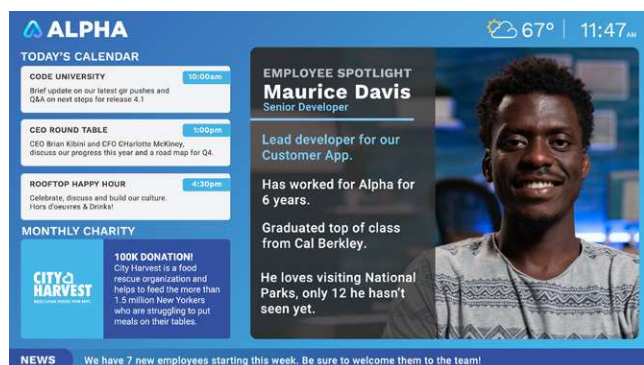 ALPHA
67° | 11:47 AM
TODAY'S CALENDAR
CODE UNIVERSITY
10:00am
Brief update on our latest gir pushes and
Q&A on next steps for release 4.1
CEO ROUND TABLE
1:00pm
CEO Brian Kibini and CFO CHarlotte McKiney,
discuss our progress this year and a road map for Q4.
ROOFTOP HAPPY HOUR
4:30pm
Celebrate, discuss and build our culture.
Hors d'oeuvres & Drinks!
MONTHLY CHARITY
CITY
HARVEST
RESCUING FOOD FOR NYC
100K DONATION!
City Harvest is a food
rescue organization and
helps to feed the more than
1.5 million New Yorkers
who are struggling to put
meals on their tables.
EMPLOYEE SPOTLIGHT
Maurice Davis
Senior Developer
Lead developer for our
Customer App.
Has worked for Alpha for
6 years.
Graduated top of class
from Cal Berkley.
He loves visiting National
Parks, only 12 he hasn't
seen yet.
NEWS
We have 7 new employees starting this week. Be sure to welcome them to the team!